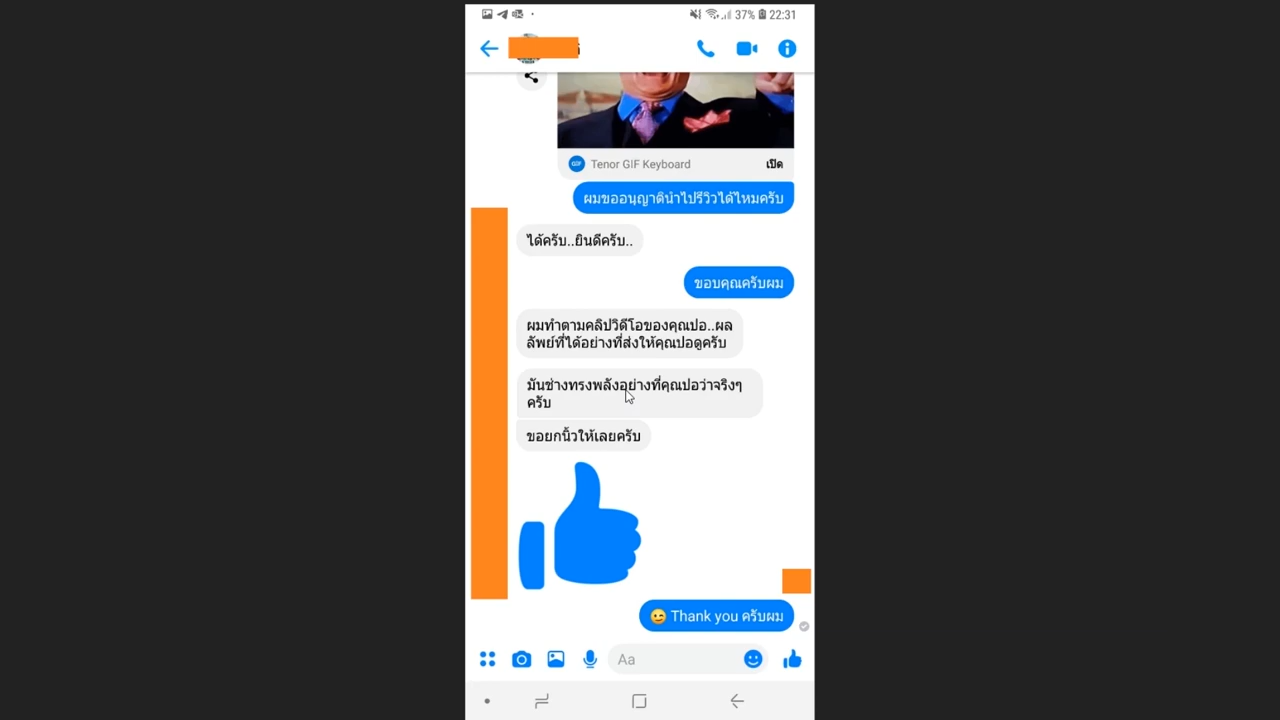 37% 22:31
GIF Tenor GIF Keyboard เปิด
ผมขออนุญาตินำไปรีวิวได้ไหมครับ
ได้ครับ..ยินดีครับ..
ขอบคุณครับผม
ผมทำตามคลิปวิดีโอของคุณปอ..ผล
ลัพย์ที่ได้อย่างที่ส่งให้คุณปอดูครับ
มันช่างทรงพลังอย่างที่คุณปอว่าจริงๆ
ครับ
ขอยกนิ้วให้เลยครับ
😉 Thank you ครับผม
Aa